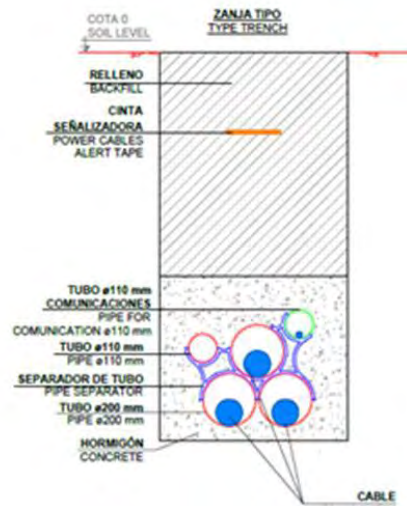 COTA 0
SOIL LEVEL
ZANJA TIPO
TYPE TRENCH
RELLENO
BACKFILL
CINTA
SEÑALIZADORA
POWER CABLES
ALERT TAPE
TUBO ø110 mm
COMUNICACIONES
PIPE FOR
COMUNICATION ø110 mm
TUBO ø110 mm
PIPE ø110 mm
SEPARADOR DE TUBO
PIPE SEPARATOR
TUBO ø200 mm
PIPE ø200 mm
HORMIGÓN
CONCRETE
CABLE